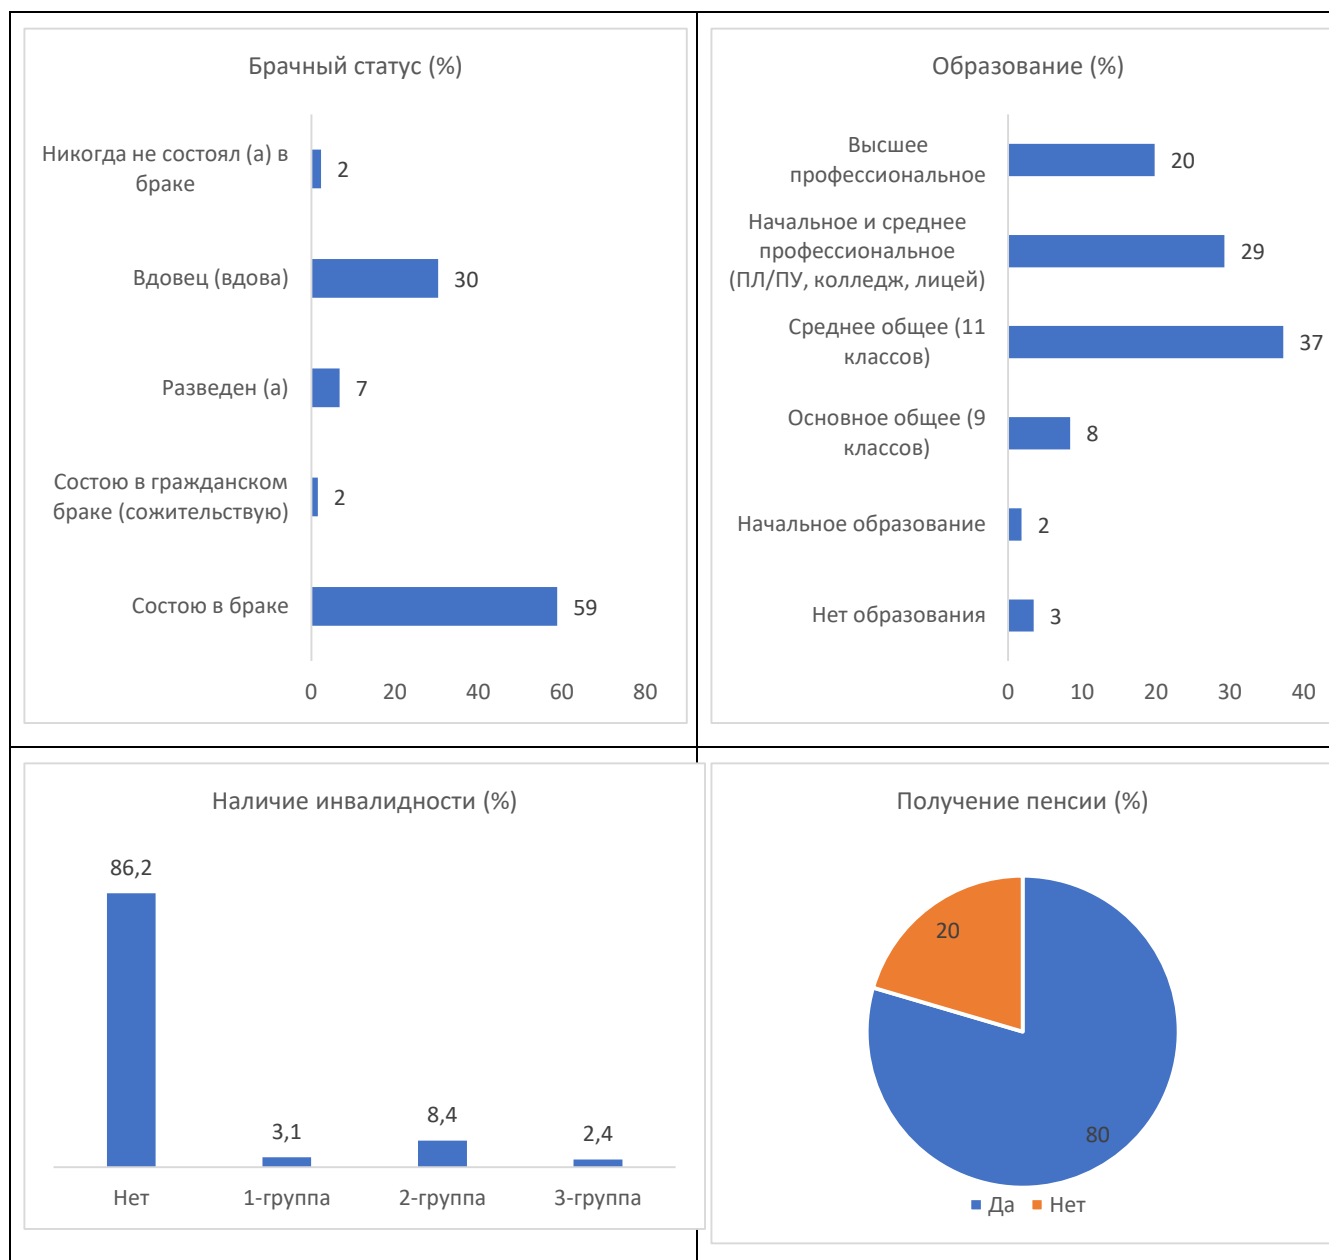 Брачный статус (%)
Никогда не состоял (а) в
браке
2
Вдовец (вдова)
30
Разведен (а)
7
Состою в гражданском
браке (сожительствую)
2
Состою в браке
59
0 20 40 60 80
Образование (%)
Высшее
профессиональное
20
Начальное и среднее
профессиональное
(ПЛ/ПУ, колледж, лицей)
29
Среднее общее (11
классов)
37
Основное общее (9
классов)
8
Начальное образование
2
Нет образования
3
0 10 20 30 40
Наличие инвалидности (%)
86,2
3,1
8,4
2,4
Нет 1-группа 2-группа 3-группа
Получение пенсии (%)
20
80
Да Нет